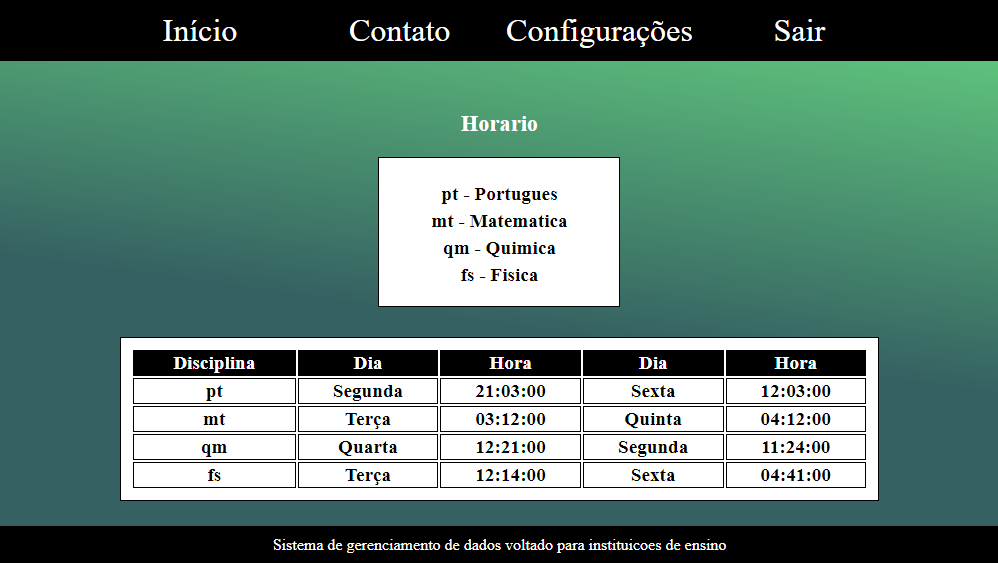 Início Contato Configurações Sair
Horario
pt - Portugues
mt - Matematica
qm - Quimica
fs - Fisica
Disciplina Dia Hora Dia Hora
pt Segunda 21:03:00 Sexta 12:03:00
mt Terça 03:12:00 Quinta 04:12:00
qm Quarta 12:21:00 Segunda 11:24:00
fs Terça 12:14:00 Sexta 04:41:00
Sistema de gerenciamento de dados voltado para instituicoes de ensino